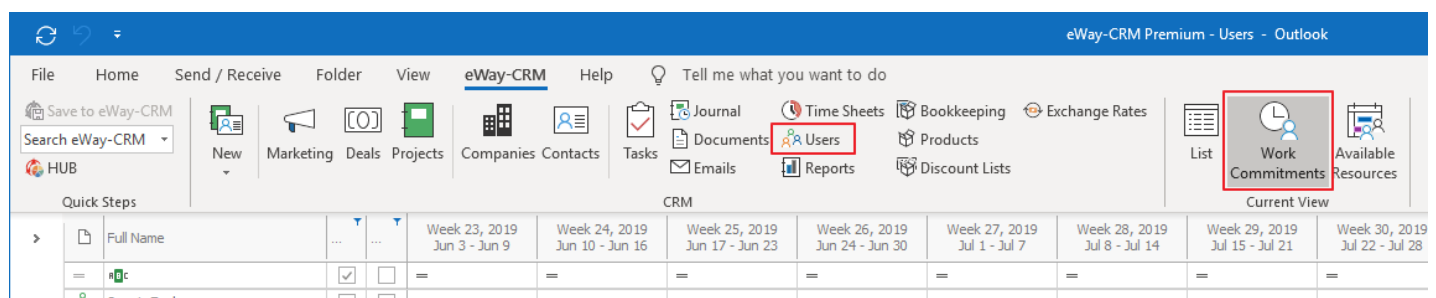 eWay-CRM Premium - Users - Outlook
File Home Send / Receive Folder View eWay-CRM Help Tell me what you want to do
Save to eWay-CRM
Search eWay-CRM
HUB
New
Marketing
Deals
Projects
Companies
Contacts
Tasks
Journal
Documents
Emails
Time Sheets
Users
Reports
Bookkeeping
Products
Discount Lists
Exchange Rates
List
Work
Commitments
Available
Resources
Quick Steps
CRM
Current View
Full Name
...
...
Week 23, 2019
Jun 3 - Jun 9
Week 24, 2019
Jun 10 - Jun 16
Week 25, 2019
Jun 17 - Jun 23
Week 26, 2019
Jun 24 - Jun 30
Week 27, 2019
Jul 1 - Jul 7
Week 28, 2019
Jul 8 - Jul 14
Week 29, 2019
Jul 15 - Jul 21
Week 30, 2019
Jul 22 - Jul 28
= ABC = = = = = = = =